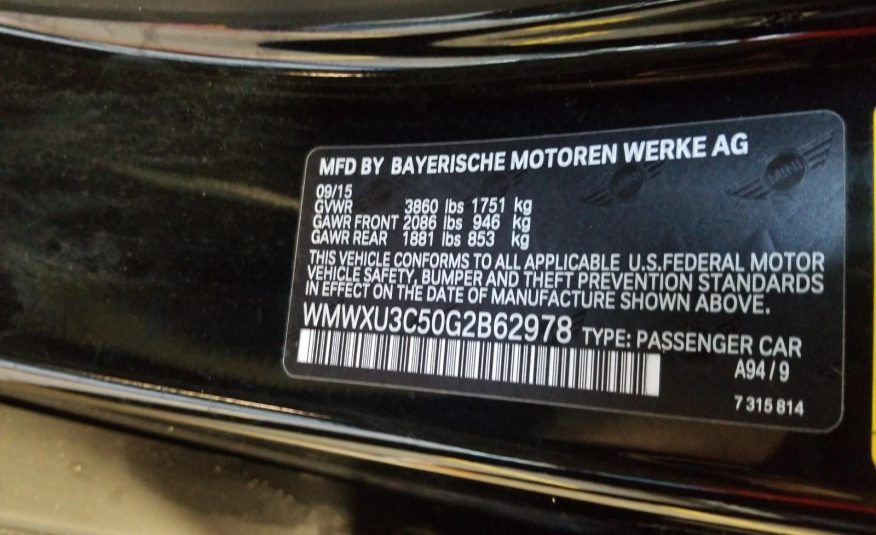 MFD BY BAYERISCHE MOTOREN WERKE AG
09/15
GVWR 3860 lbs 1751 kg
GAWR FRONT 2086 lbs 946 kg
GAWR REAR 1881 lbs 853 kg
THIS VEHICLE CONFORMS TO ALL APPLICABLE U.S.FEDERAL MOTOR
VEHICLE SAFETY, BUMPER AND THEFT PREVENTION STANDARDS
IN EFFECT ON THE DATE OF MANUFACTURE SHOWN ABOVE.
WMWXU3C50G2B62978 TYPE: PASSENGER CAR
A94 / 9
7 315 814
MINI
MINI